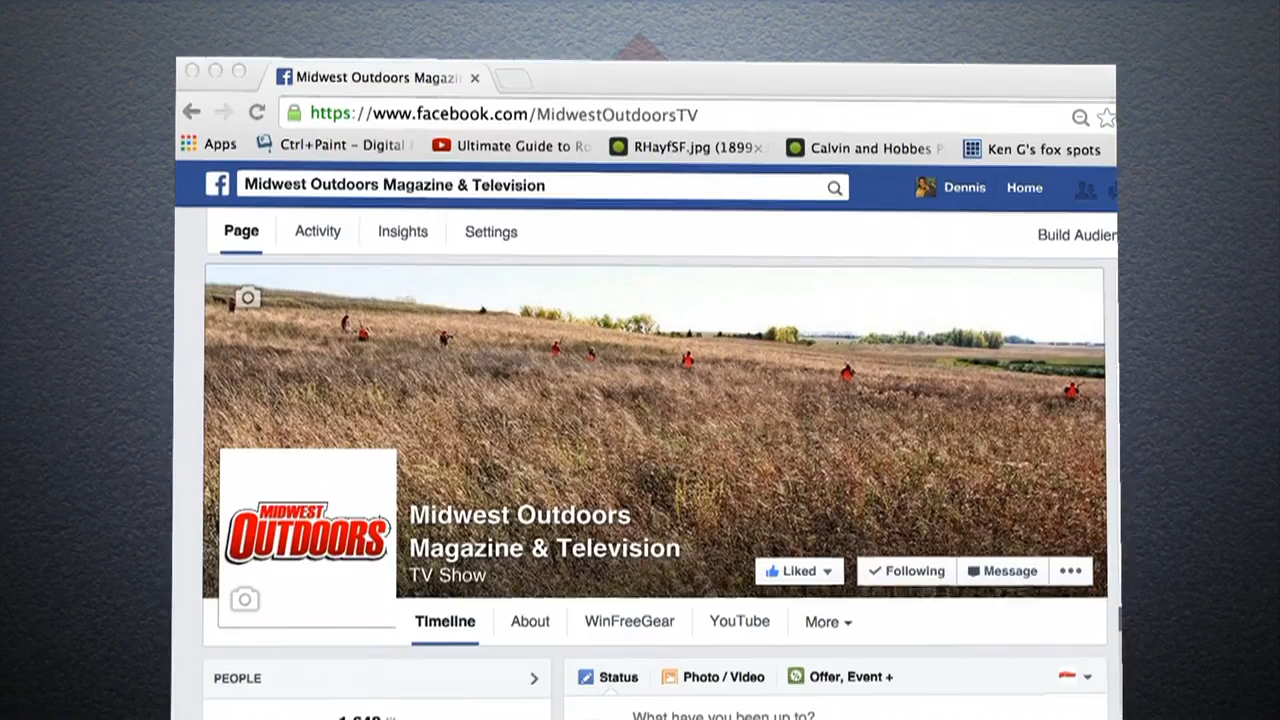 Midwest Outdoors Magazi
https://www.facebook.com/MidwestOutdoorsTV
Apps Ctrl+Paint - Digital Ultimate Guide to Ro RHayfSF.jpg (1899× Calvin and Hobbes P Ken G's fox spots
Midwest Outdoors Magazine & Television Dennis Home
Page Activity Insights Settings Build Audien
MIDWEST
OUTDOORS
Midwest Outdoors
Magazine & Television
TV Show
Liked Following Message
Timeline About WinFreeGear YouTube More
PEOPLE Status Photo / Video Offer, Event +
What have you been up to?